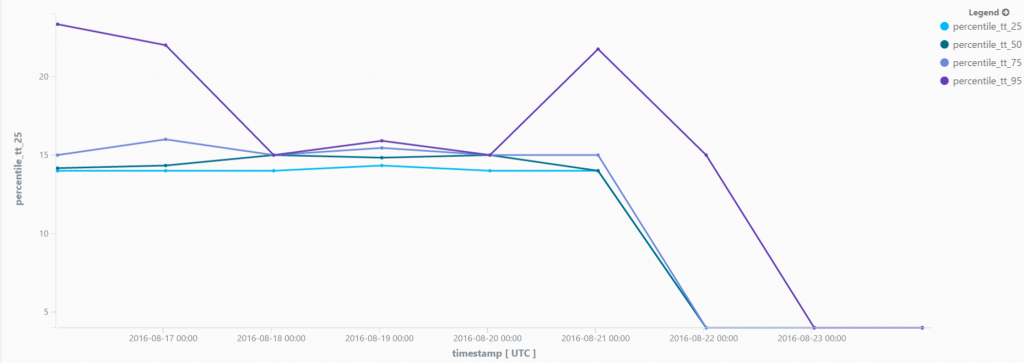 Legend
percentile_tt_25
percentile_tt_50
percentile_tt_75
percentile_tt_95
percentile_tt_25
20
15
10
5
2016-08-17 00:00
2016-08-18 00:00
2016-08-19 00:00
2016-08-20 00:00
2016-08-21 00:00
2016-08-22 00:00
2016-08-23 00:00
timestamp [ UTC ]